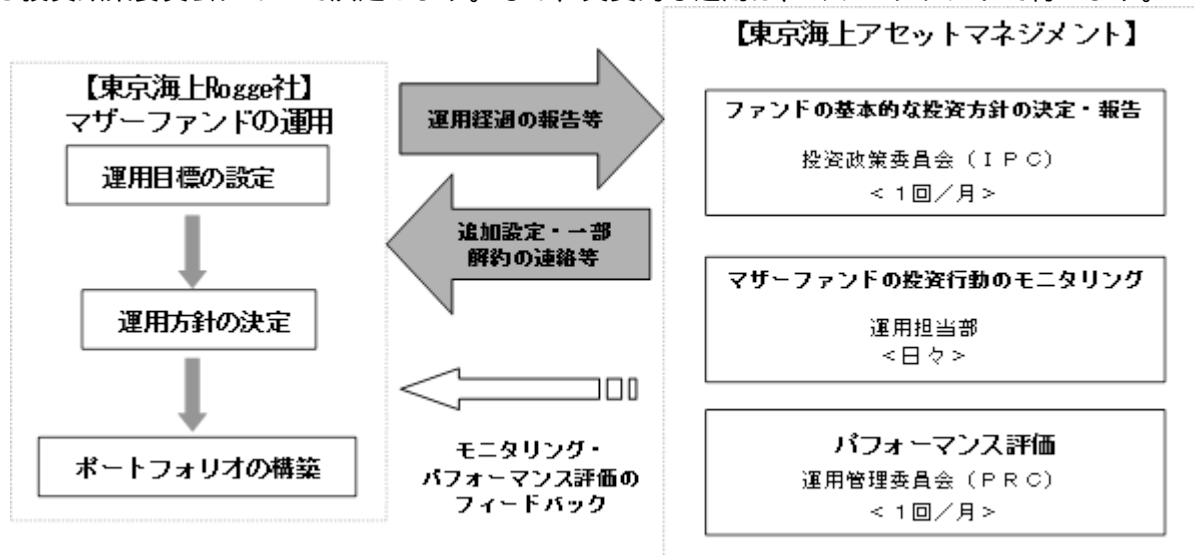 【東京海上Rogge社】
マザーファンドの運用
運用目標の設定
運用方針の決定
ポートフォリオの構築
運用経過の報告等
追加設定・一部
解約の連絡等
モニタリング・
パフォーマンス評価の
フィードバック
【東京海上アセットマネジメント】
ファンドの基本的な投資方針の決定・報告
投資政策委員会（ＩＰＣ）
＜１回／月＞
マザーファンドの投資行動のモニタリング
運用担当部
＜日々＞
パフォーマンス評価
運用管理委員会（ＰＲＣ）
＜１回／月＞